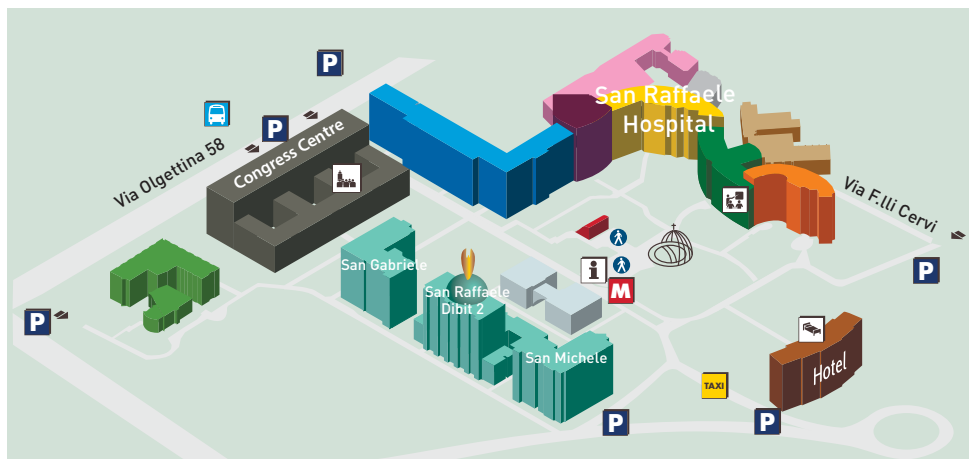 P
P
San Raffaele
Hospital
Congress Centre
Via Olgettina 58
Via F.lli Cervi
San Gabriele
i
M
P
San Raffaele
Dibit 2
P
San Michele
Hotel
TAXI
P
P